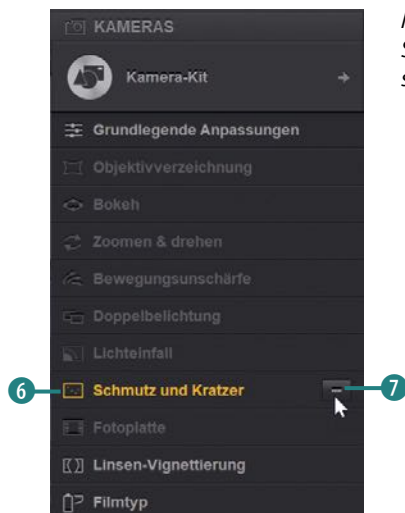 KAMERAS
Kamera-Kit
Grundlegende Anpassungen
Objektivverzeichnung
Bokeh
Zoomen & drehen
Bewegungsunschärfe
Doppelbelichtung
Lichteinfall
6 Schmutz und Kratzer 7
Fotoplatte
Linsen-Vignettierung
Filmtyp